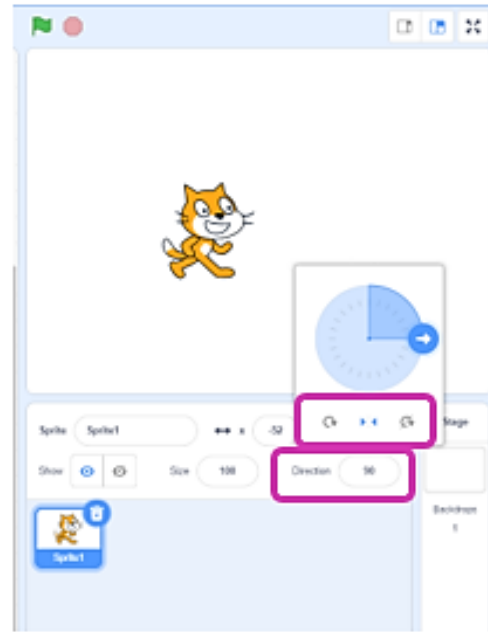 Sprite Sprite1 x -52 Stage
Show Size 100 Direction 90
Backdrops
1
Sprite1